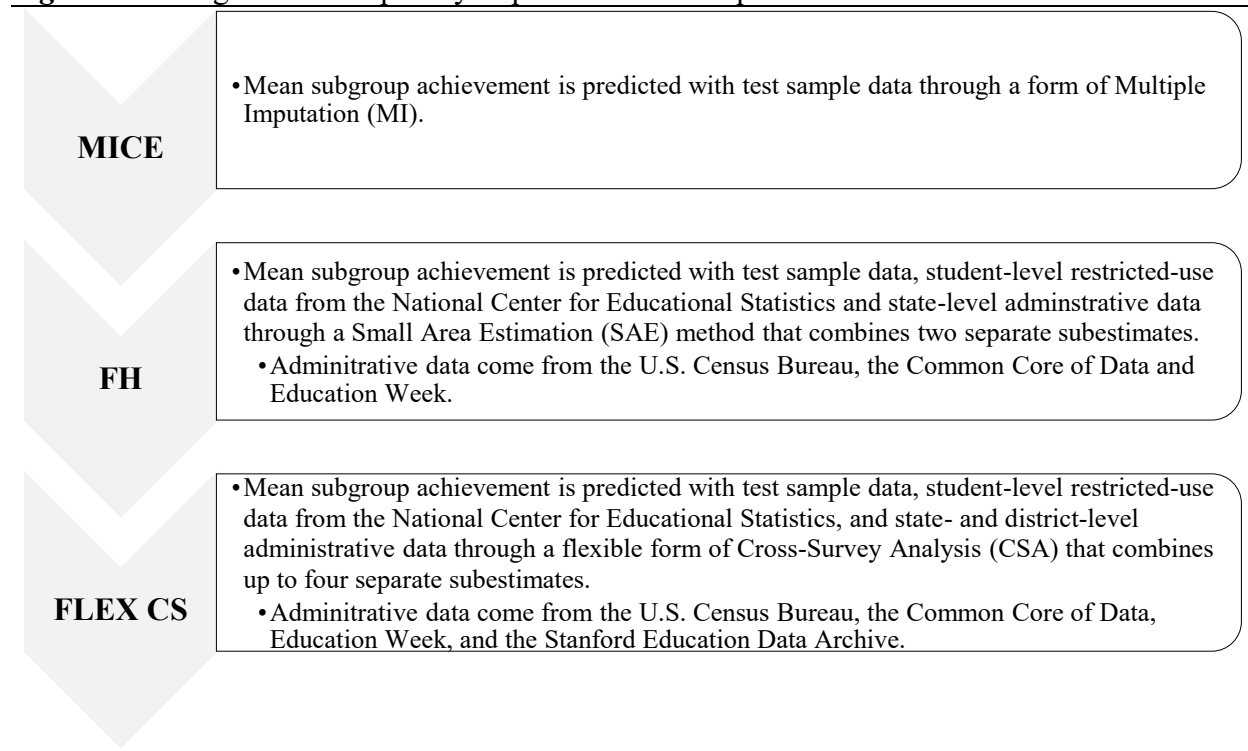 MICE
•Mean subgroup achievement is predicted with test sample data through a form of Multiple
Imputation (MI).
FH
•Mean subgroup achievement is predicted with test sample data, student-level restricted-use
data from the National Center for Educational Statistics and state-level adminstrative data
through a Small Area Estimation (SAE) method that combines two separate subestimates.
•Adminitrative data come from the U.S. Census Bureau, the Common Core of Data and
Education Week.
FLEX CS
•Mean subgroup achievement is predicted with test sample data, student-level restricted-use
data from the National Center for Educational Statistics, and state- and district-level
administrative data through a flexible form of Cross-Survey Analysis (CSA) that combines
up to four separate subestimates.
•Adminitrative data come from the U.S. Census Bureau, the Common Core of Data,
Education Week, and the Stanford Education Data Archive.